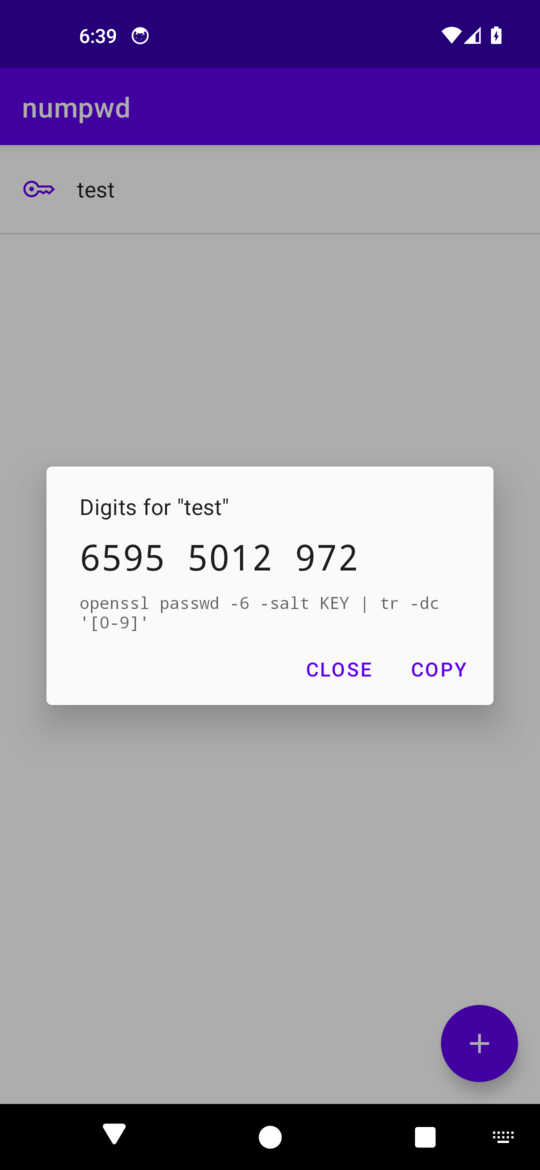 6:39
numpwd
test
Digits for "test"
6595 5012 972
openssl passwd -6 -salt KEY | tr -dc
'[0-9]'
CLOSE COPY